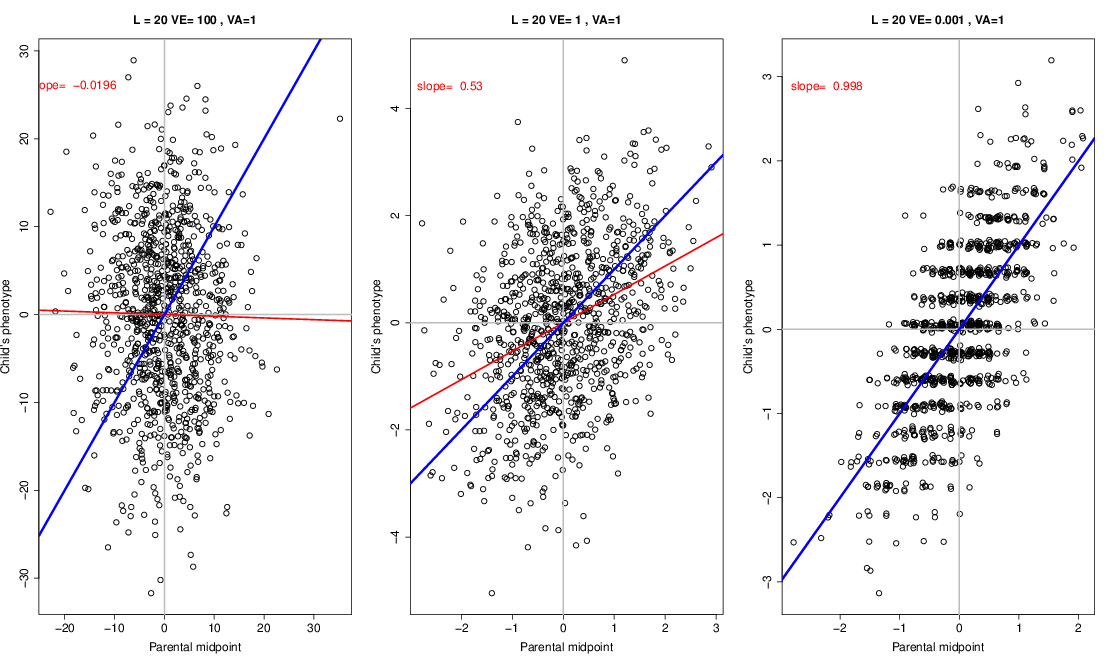 L = 20 VE= 100 , VA=1
ope= −0.0196
30
20
10
0
−10
−20
−30
Child's phenotype
−20 −10 0 10 20 30
Parental midpoint
L = 20 VE= 1 , VA=1
slope= 0.53
4
2
0
−2
−4
Child's phenotype
−2 −1 0 1 2 3
Parental midpoint
L = 20 VE= 0.001 , VA=1
slope= 0.998
3
2
1
0
−1
−2
−3
Child's phenotype
−2 −1 0 1 2
Parental midpoint